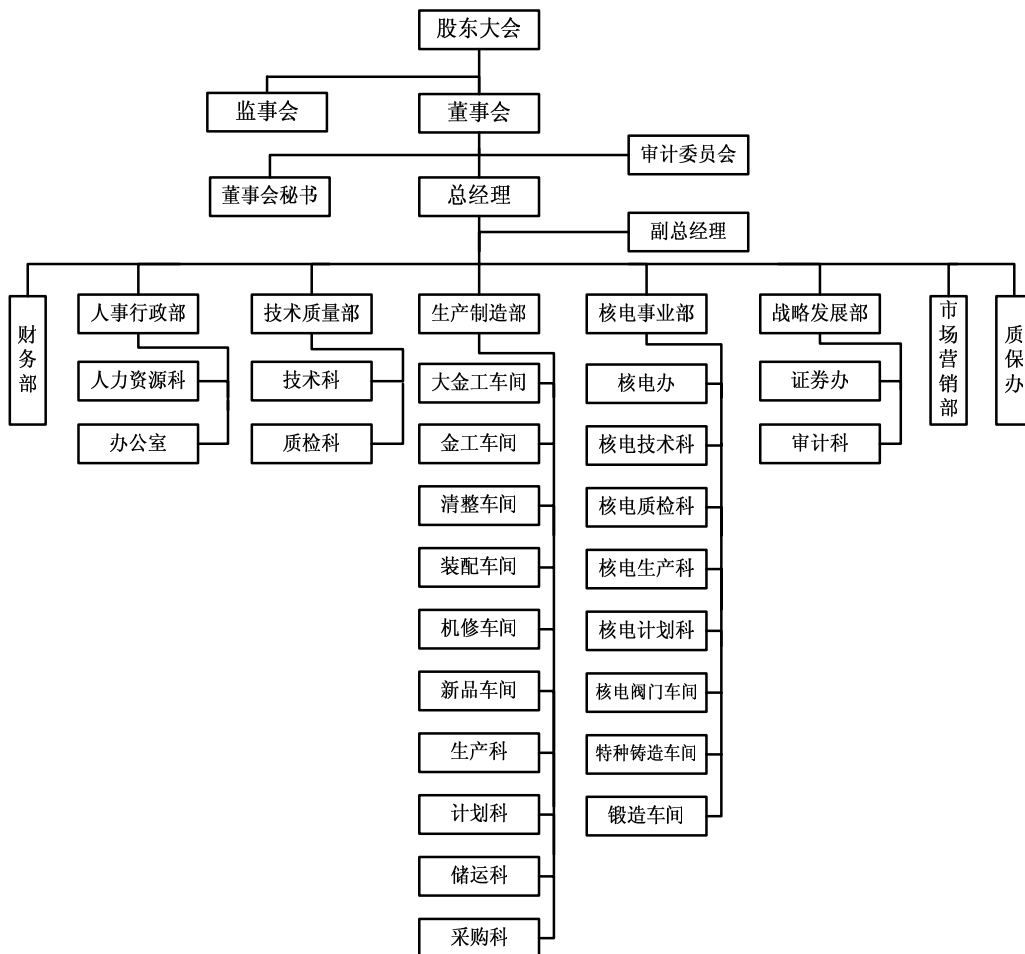 股东大会
监事会
董事会
审计委员会
董事会秘书
总经理
副总经理
财务部
人事行政部
技术质量部
生产制造部
核电事业部
战略发展部
市场营销部
质保办
人力资源科
办公室
技术科
质检科
大金工车间
金工车间
清整车间
装配车间
机修车间
新品车间
生产科
计划科
储运科
采购科
核电办
核电技术科
核电质检科
核电生产科
核电计划科
核电阀门车间
特种铸造车间
锻造车间
证券办
审计科